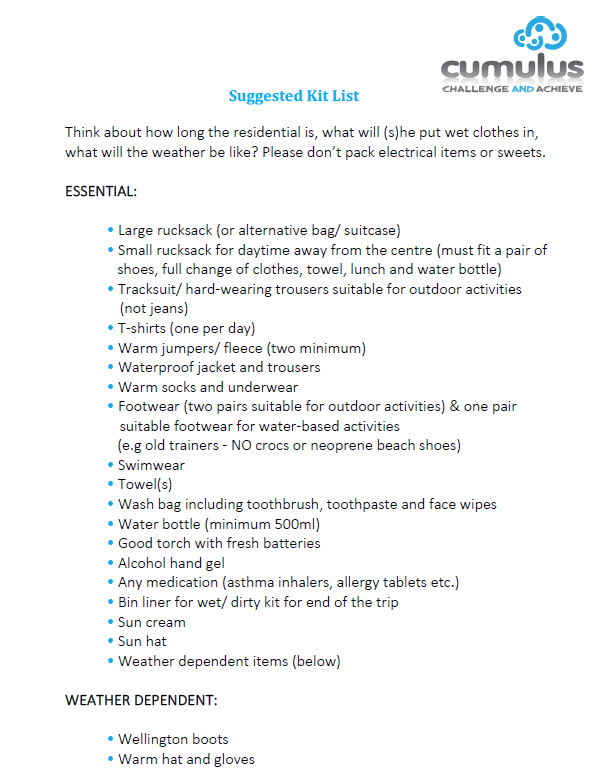 cumulus
CHALLENGE AND ACHIEVE
Suggested Kit List
Think about how long the residential is, what will (s)he put wet clothes in,
what will the weather be like? Please don’t pack electrical items or sweets.
ESSENTIAL:
• Large rucksack (or alternative bag/ suitcase)
• Small rucksack for daytime away from the centre (must fit a pair of
shoes, full change of clothes, towel, lunch and water bottle)
• Tracksuit/ hard-wearing trousers suitable for outdoor activities
(not jeans)
• T-shirts (one per day)
• Warm jumpers/ fleece (two minimum)
• Waterproof jacket and trousers
• Warm socks and underwear
• Footwear (two pairs suitable for outdoor activities) & one pair
suitable footwear for water-based activities
(e.g old trainers - NO crocs or neoprene beach shoes)
• Swimwear
• Towel(s)
• Wash bag including toothbrush, toothpaste and face wipes
• Water bottle (minimum 500ml)
• Good torch with fresh batteries
• Alcohol hand gel
• Any medication (asthma inhalers, allergy tablets etc.)
• Bin liner for wet/ dirty kit for end of the trip
• Sun cream
• Sun hat
• Weather dependent items (below)
WEATHER DEPENDENT:
• Wellington boots
• Warm hat and gloves